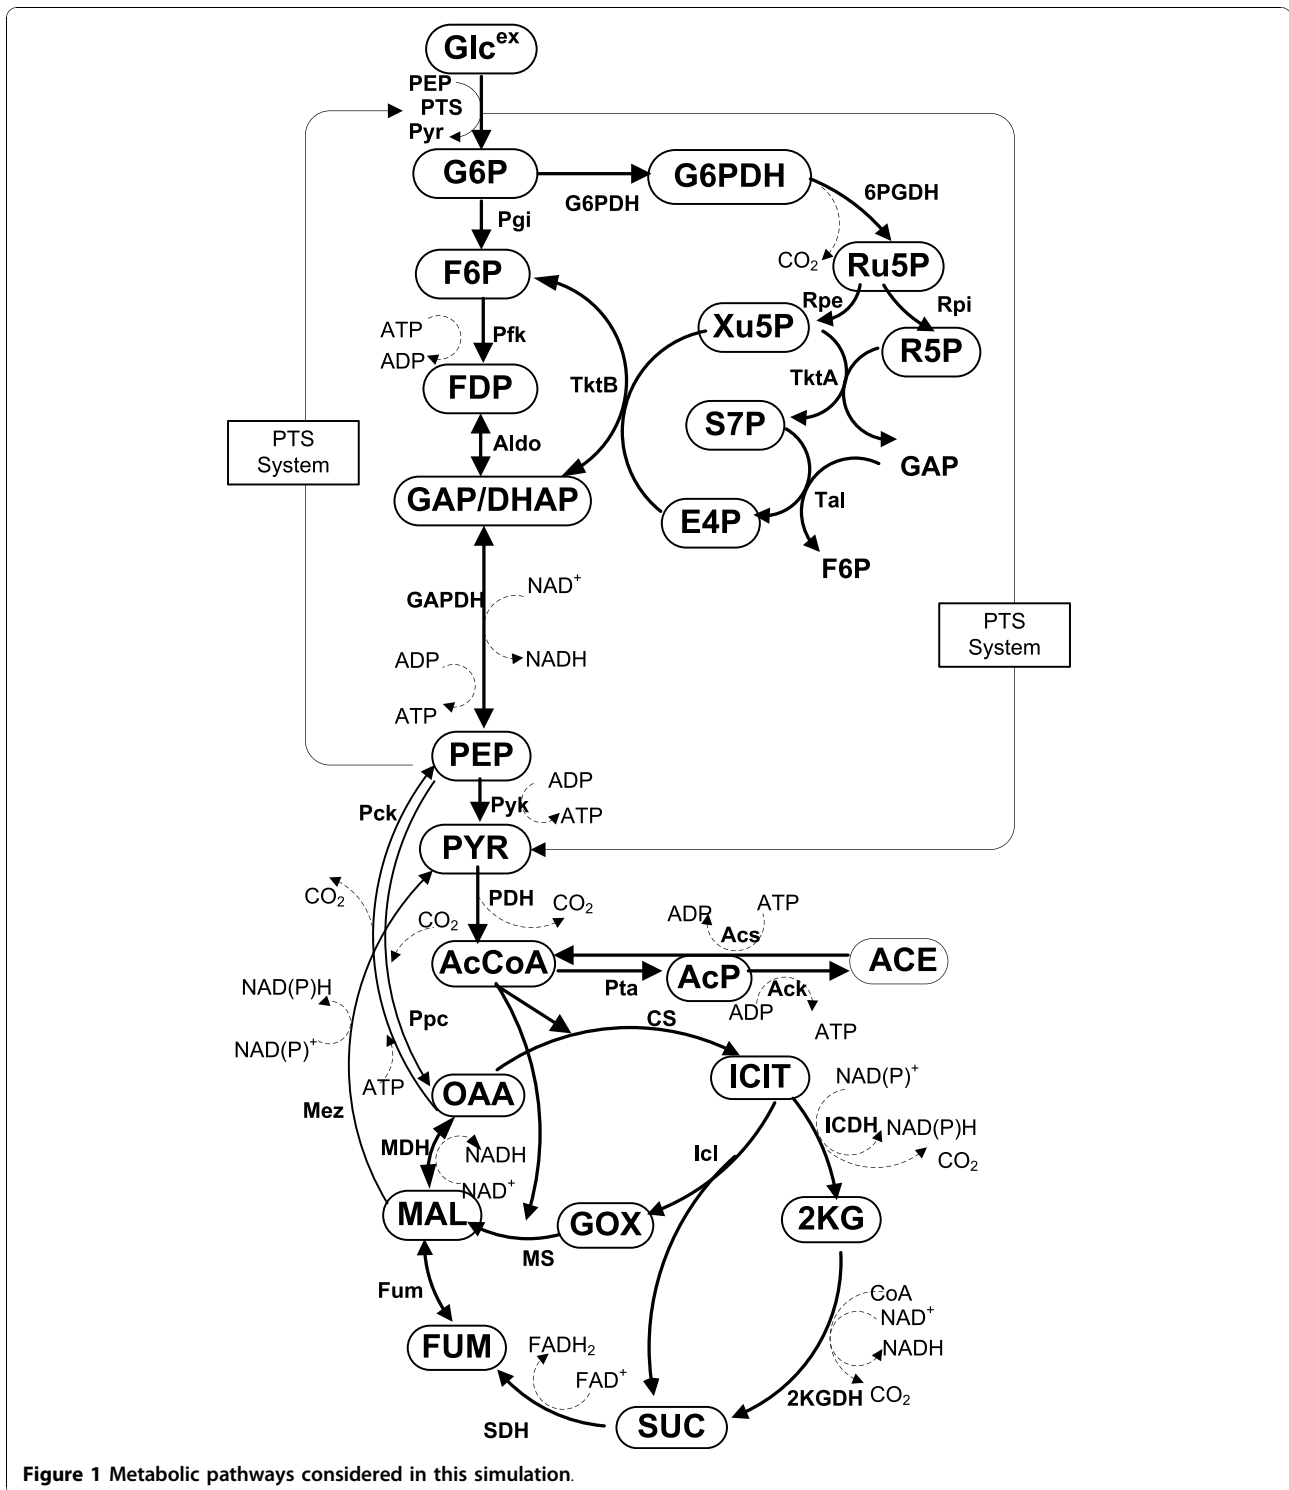 Glc^ex
PEP
PTS
Pyr
G6P
G6PDH
G6PDH
6PGDH
Pgi
CO₂
Ru5P
F6P
Rpe
Rpi
Xu5P
R5P
ATP
Pfk
ADP
FDP
TktB
TktA
S7P
PTS
System
Aldo
GAP
GAP/DHAP
E4P
Tal
F6P
GAPDH
NAD⁺
NADH
ADP
ATP
PTS
System
PEP
Pck
Pyk
ADP
ATP
PYR
CO₂
PDH
CO₂
CO₂
ADP
ATP
Acs
AcCoA
AcP
ACE
Pta
Ack
ADP
ATP
NAD(P)H
NAD(P)⁺
Ppc
CS
ATP
OAA
ICIT
NAD(P)⁺
Mez
ICDH
NAD(P)H
CO₂
MDH
NADH
NAD⁺
Icl
MAL
GOX
2KG
MS
Fum
CoA
NAD⁺
NADH
CO₂
2KGDH
FUM
FADH₂
FAD⁺
SDH
SUC
Figure 1 Metabolic pathways considered in this simulation.